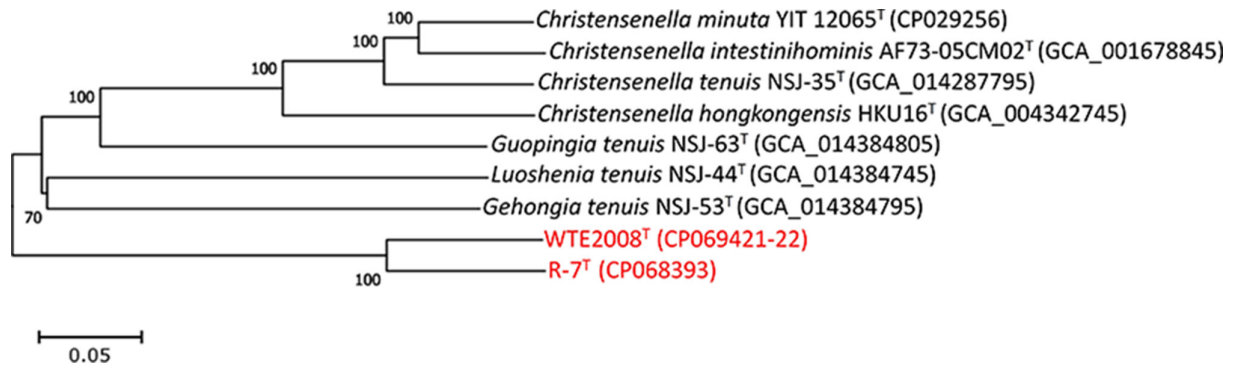 100
Christensenella minuta YIT 12065ᵀ (CP029256)
100
Christensenella intestinihominis AF73-05CM02ᵀ (GCA_001678845)
100
Christensenella tenuis NSJ-35ᵀ (GCA_014287795)
100
Christensenella hongkongensis HKU16ᵀ (GCA_004342745)
Guopingia tenuis NSJ-63ᵀ (GCA_014384805)
Luoshenia tenuis NSJ-44ᵀ (GCA_014384745)
70
Gehongia tenuis NSJ-53ᵀ (GCA_014384795)
WTE2008ᵀ (CP069421-22)
R-7ᵀ (CP068393)
100
0.05